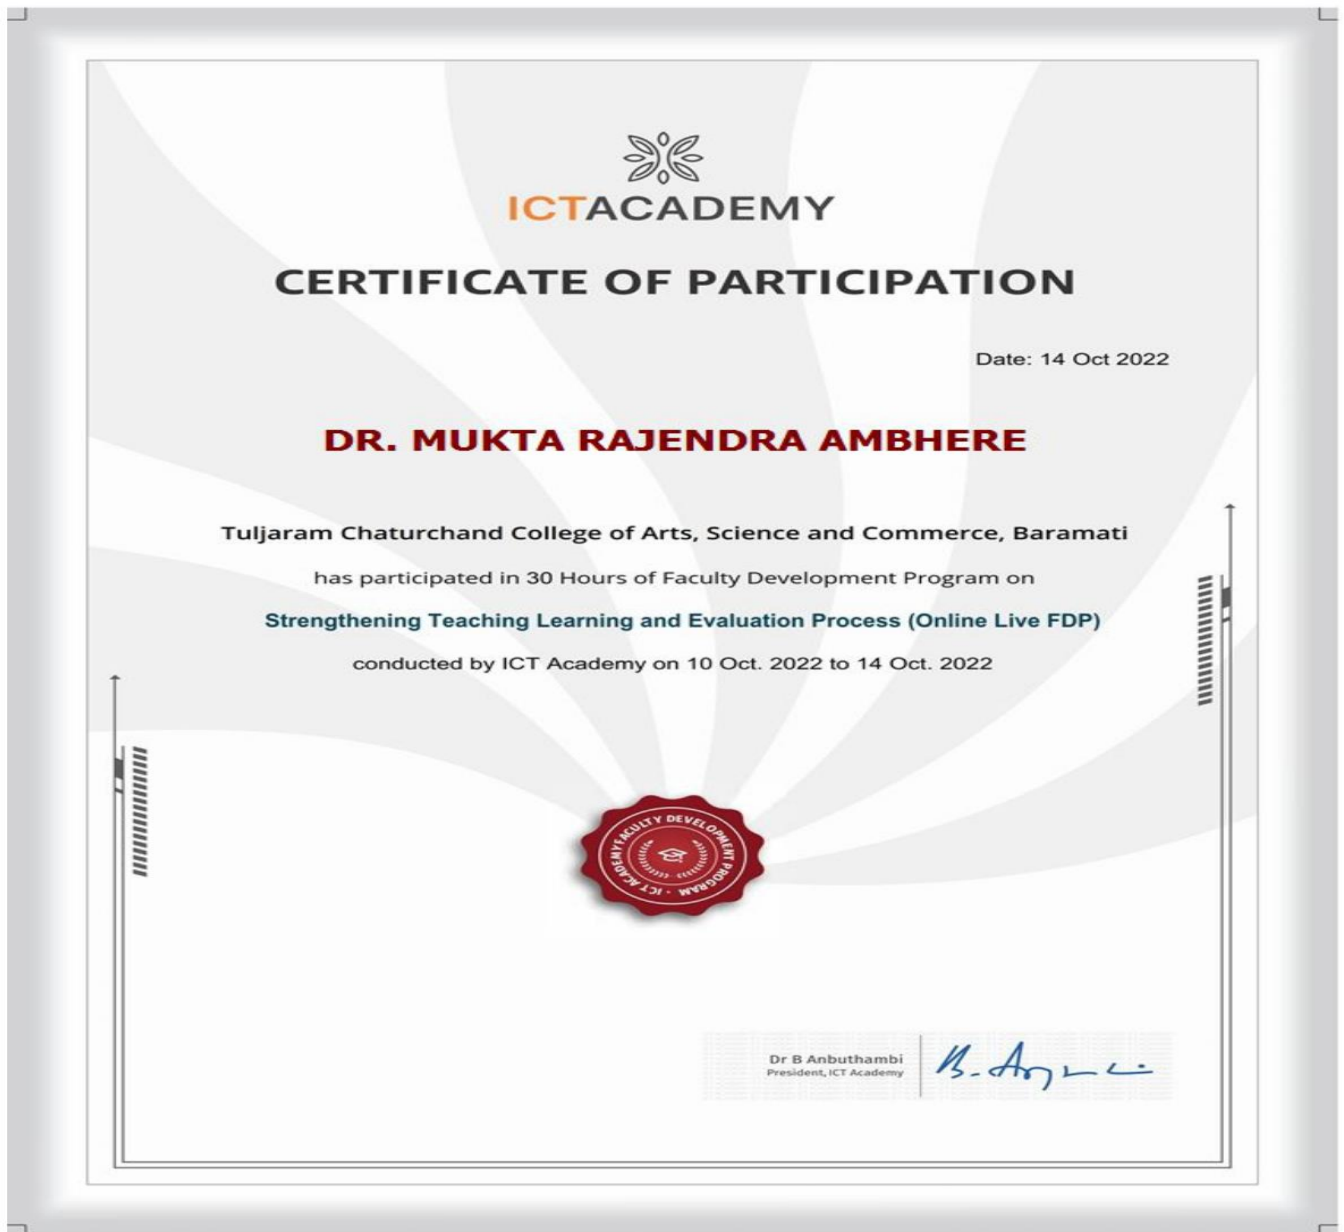 ICTACADEMY
CERTIFICATE OF PARTICIPATION
Date: 14 Oct 2022
DR. MUKTA RAJENDRA AMBHERE
Tuljaram Chaturchand College of Arts, Science and Commerce, Baramati
has participated in 30 Hours of Faculty Development Program on
Strengthening Teaching Learning and Evaluation Process (Online Live FDP)
conducted by ICT Academy on 10 Oct. 2022 to 14 Oct. 2022
FACULTY DEVELOPMENT PROGRAM
· ICT ACADEMY
Dr B Anbuthambi
President, ICT Academy